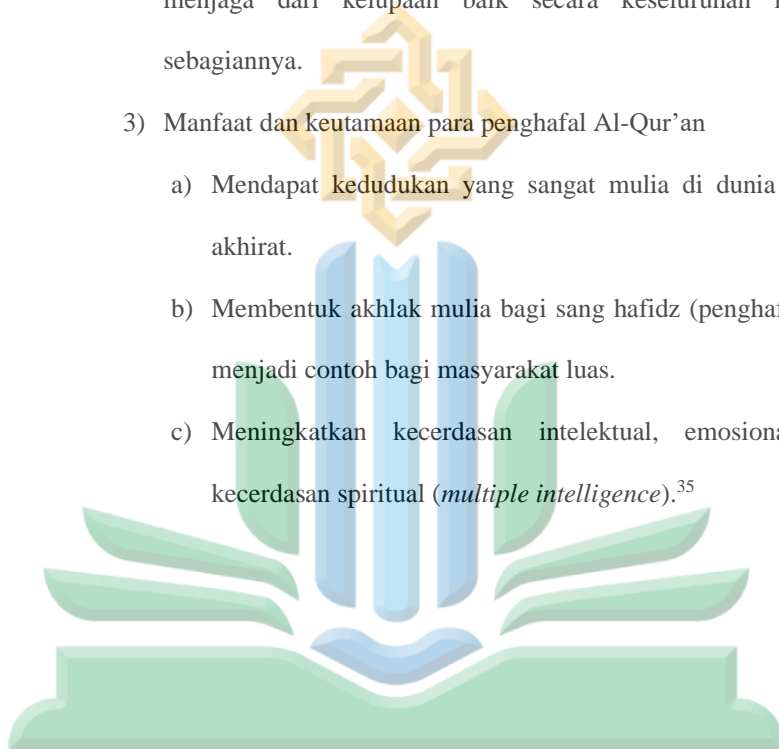 menjaga dari kelupaan baik secara keseluruhan
sebagiannya.
3) Manfaat dan keutamaan para penghafal Al-Qur’an
a) Mendapat kedudukan yang sangat mulia di dunia
akhirat.
b) Membentuk akhlak mulia bagi sang hafidz
menjadi contoh bagi masyarakat luas.
c) Meningkatkan kecerdasan intelektual,
kecerdasan spiritual (multiple intelligence).35